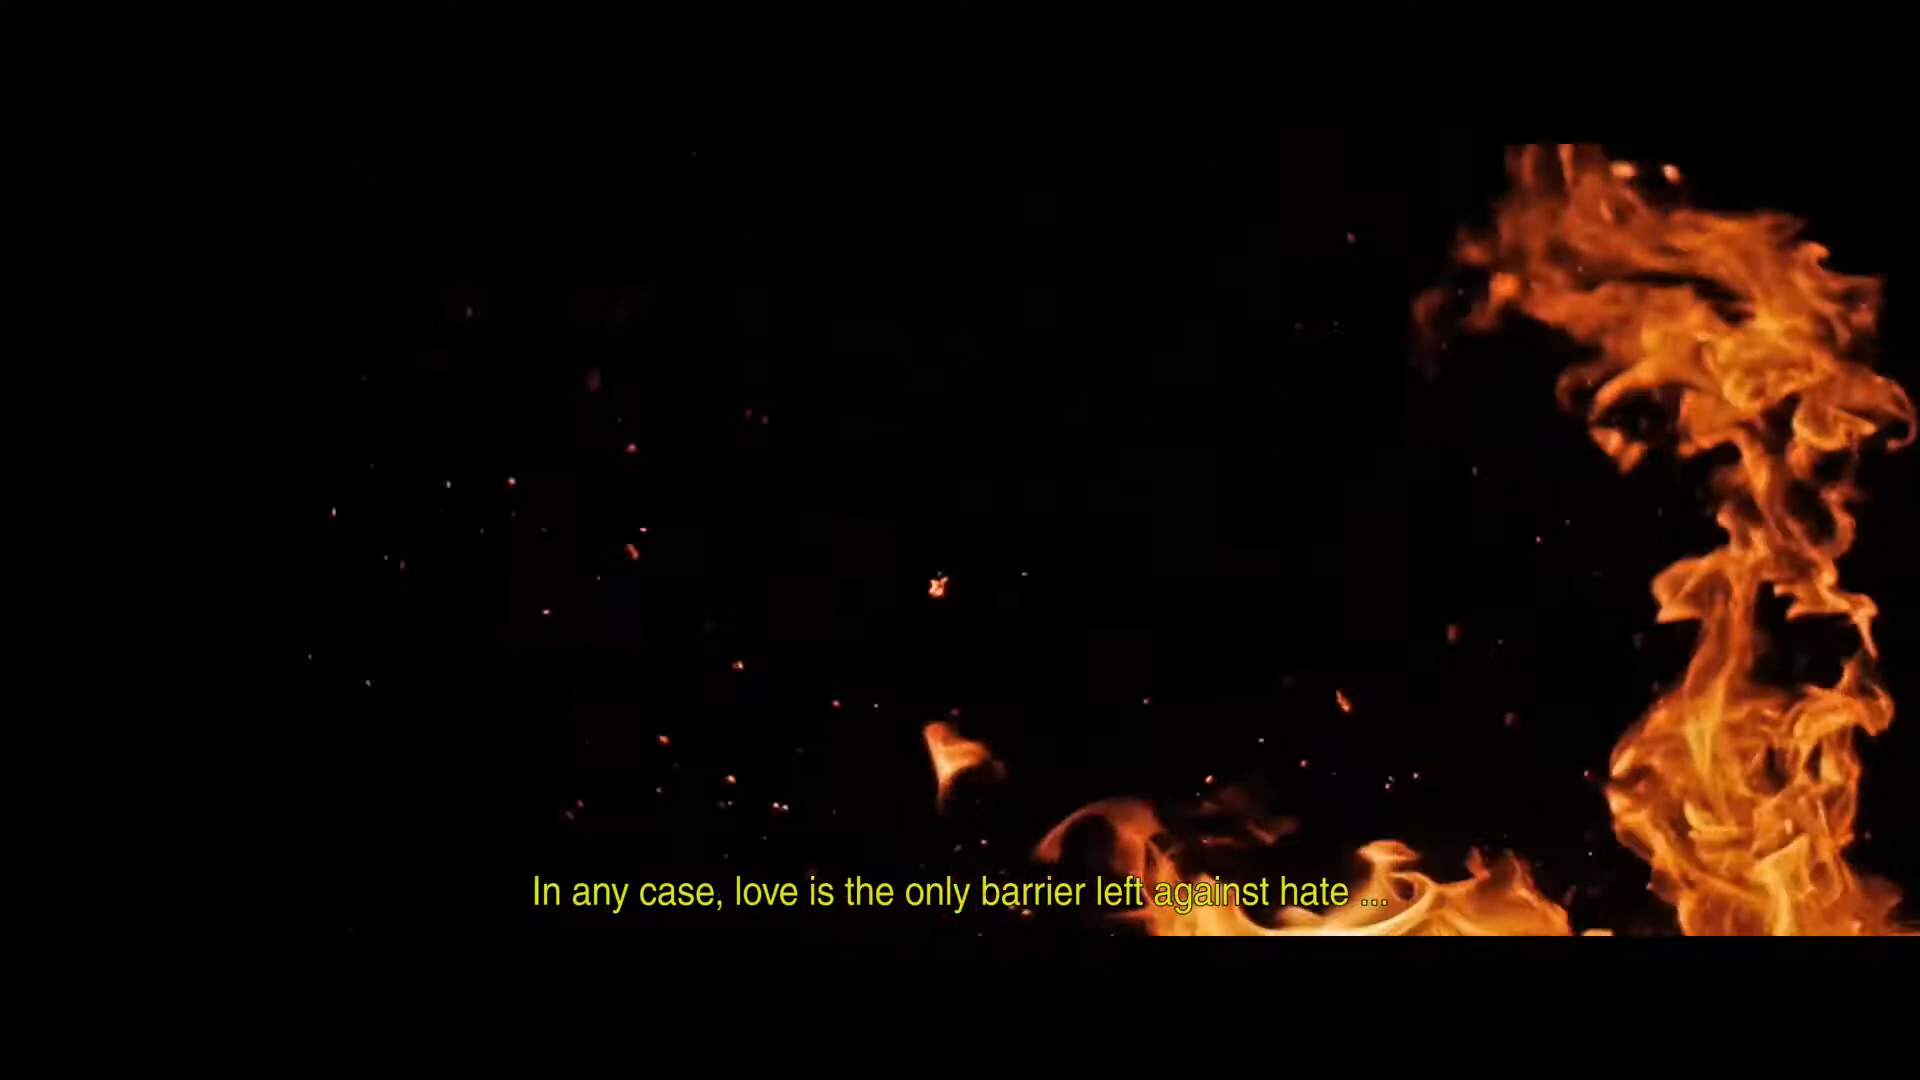 In any case, love is the only barrier left against hate ...